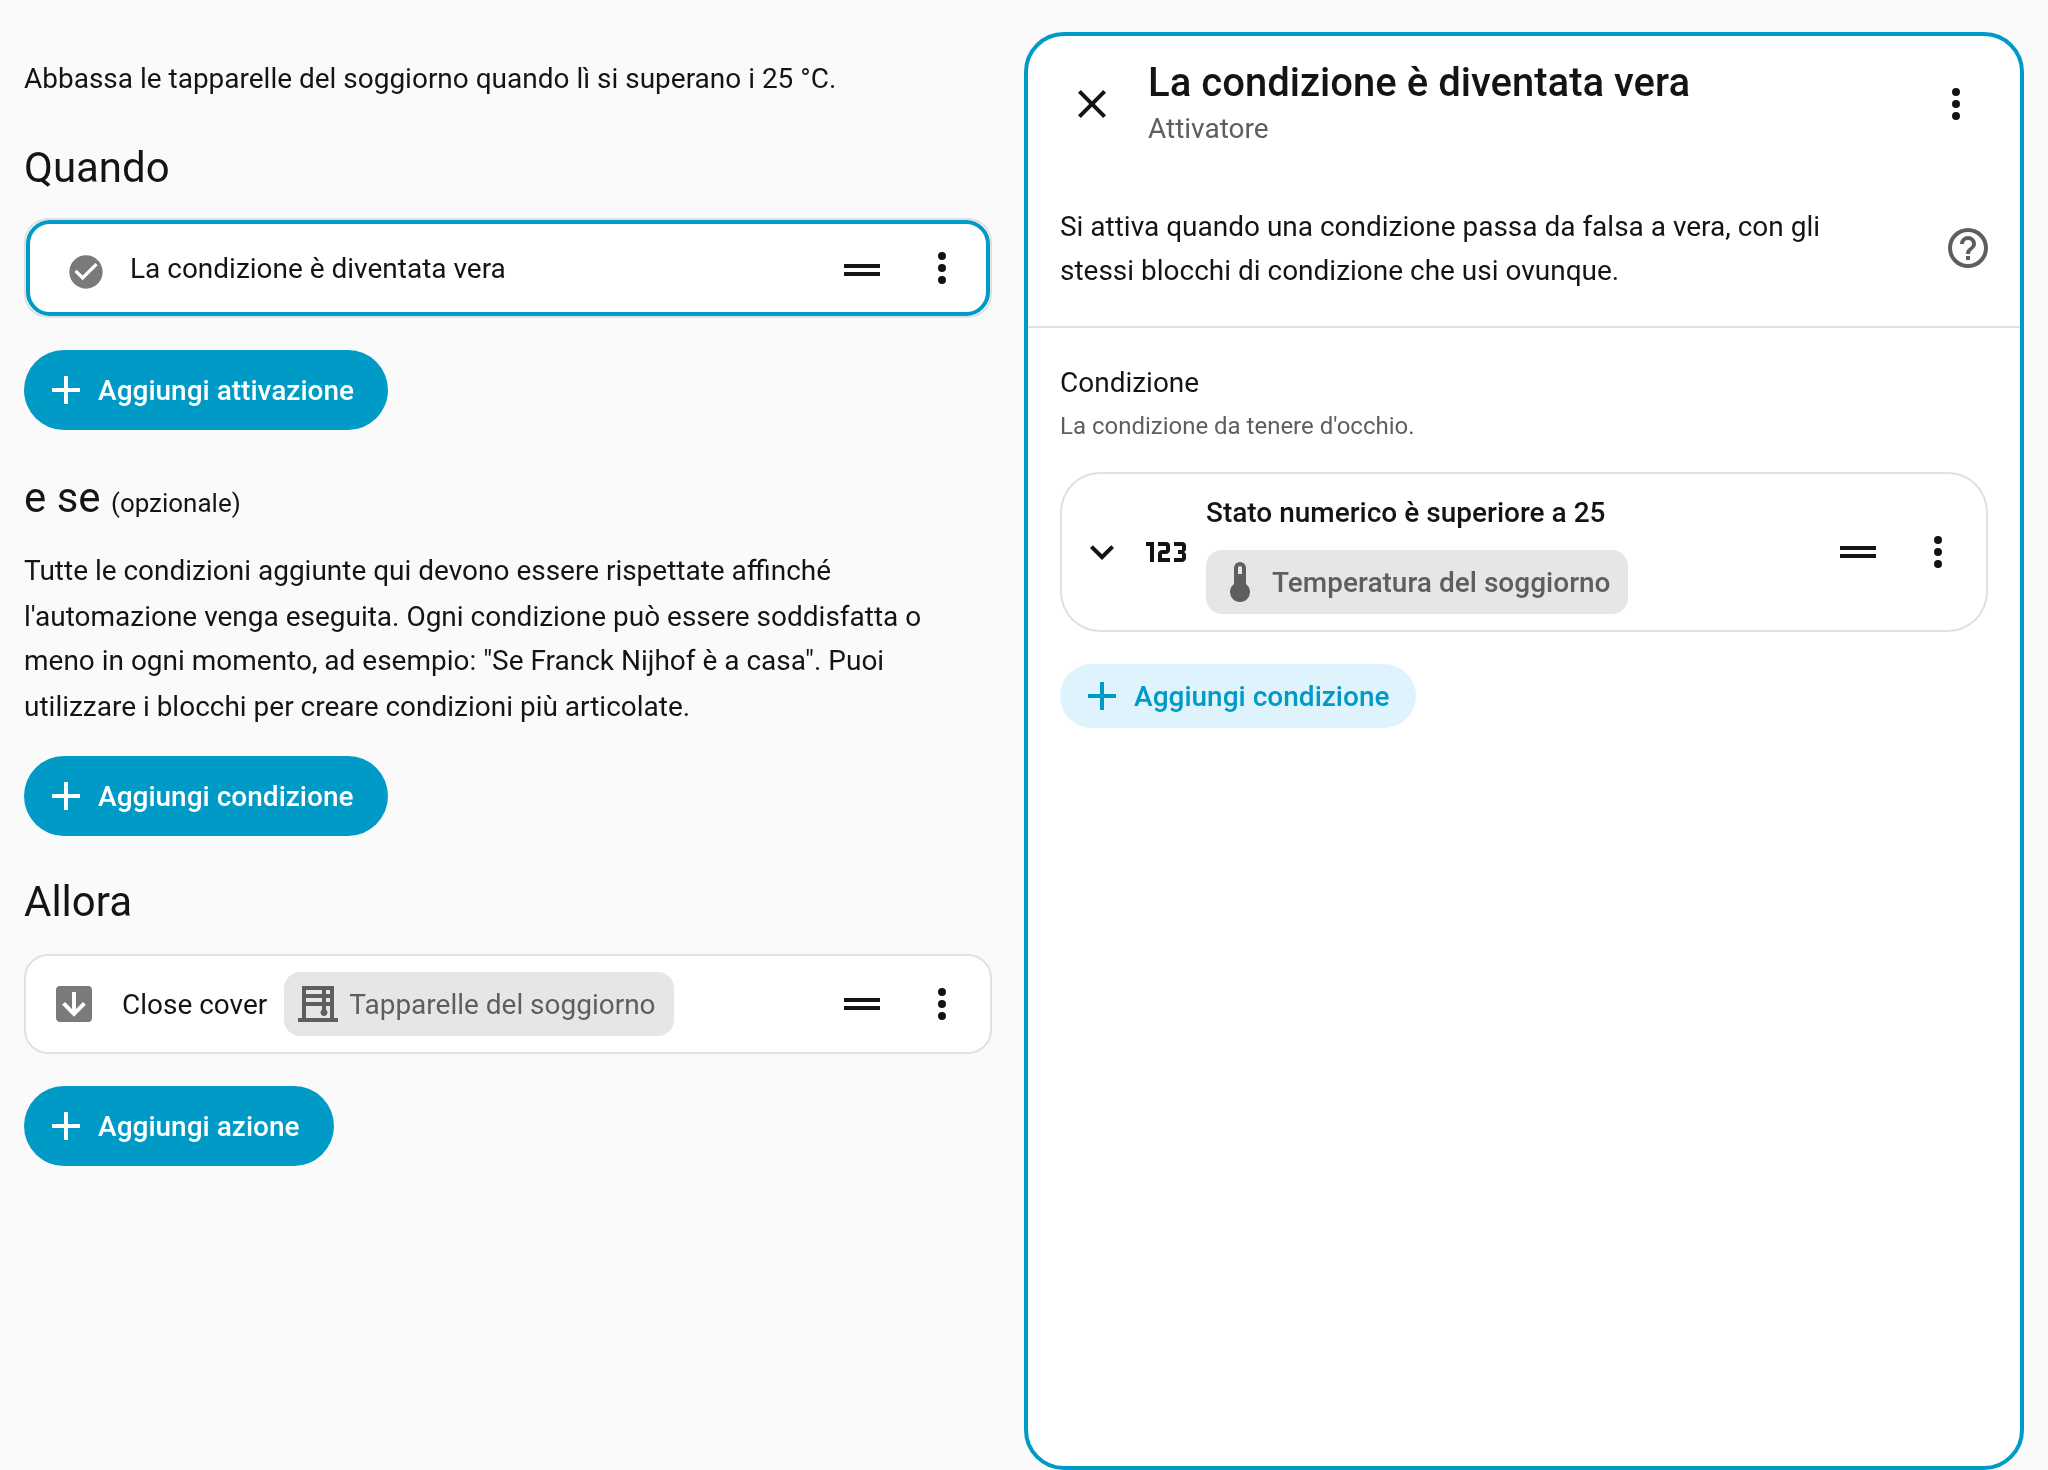 Abbassa le tapparelle del soggiorno quando lì si superano i 25 °C.
Quando
La condizione è diventata vera
Aggiungi attivazione
e se (opzionale)
Tutte le condizioni aggiunte qui devono essere rispettate affinché
l'automazione venga eseguita. Ogni condizione può essere soddisfatta o
meno in ogni momento, ad esempio: "Se Franck Nijhof è a casa". Puoi
utilizzare i blocchi per creare condizioni più articolate.
Aggiungi condizione
Allora
Close cover Tapparelle del soggiorno
Aggiungi azione
La condizione è diventata vera
Attivatore
Si attiva quando una condizione passa da falsa a vera, con gli
stessi blocchi di condizione che usi ovunque.
Condizione
La condizione da tenere d'occhio.
123
Stato numerico è superiore a 25
Temperatura del soggiorno
Aggiungi condizione